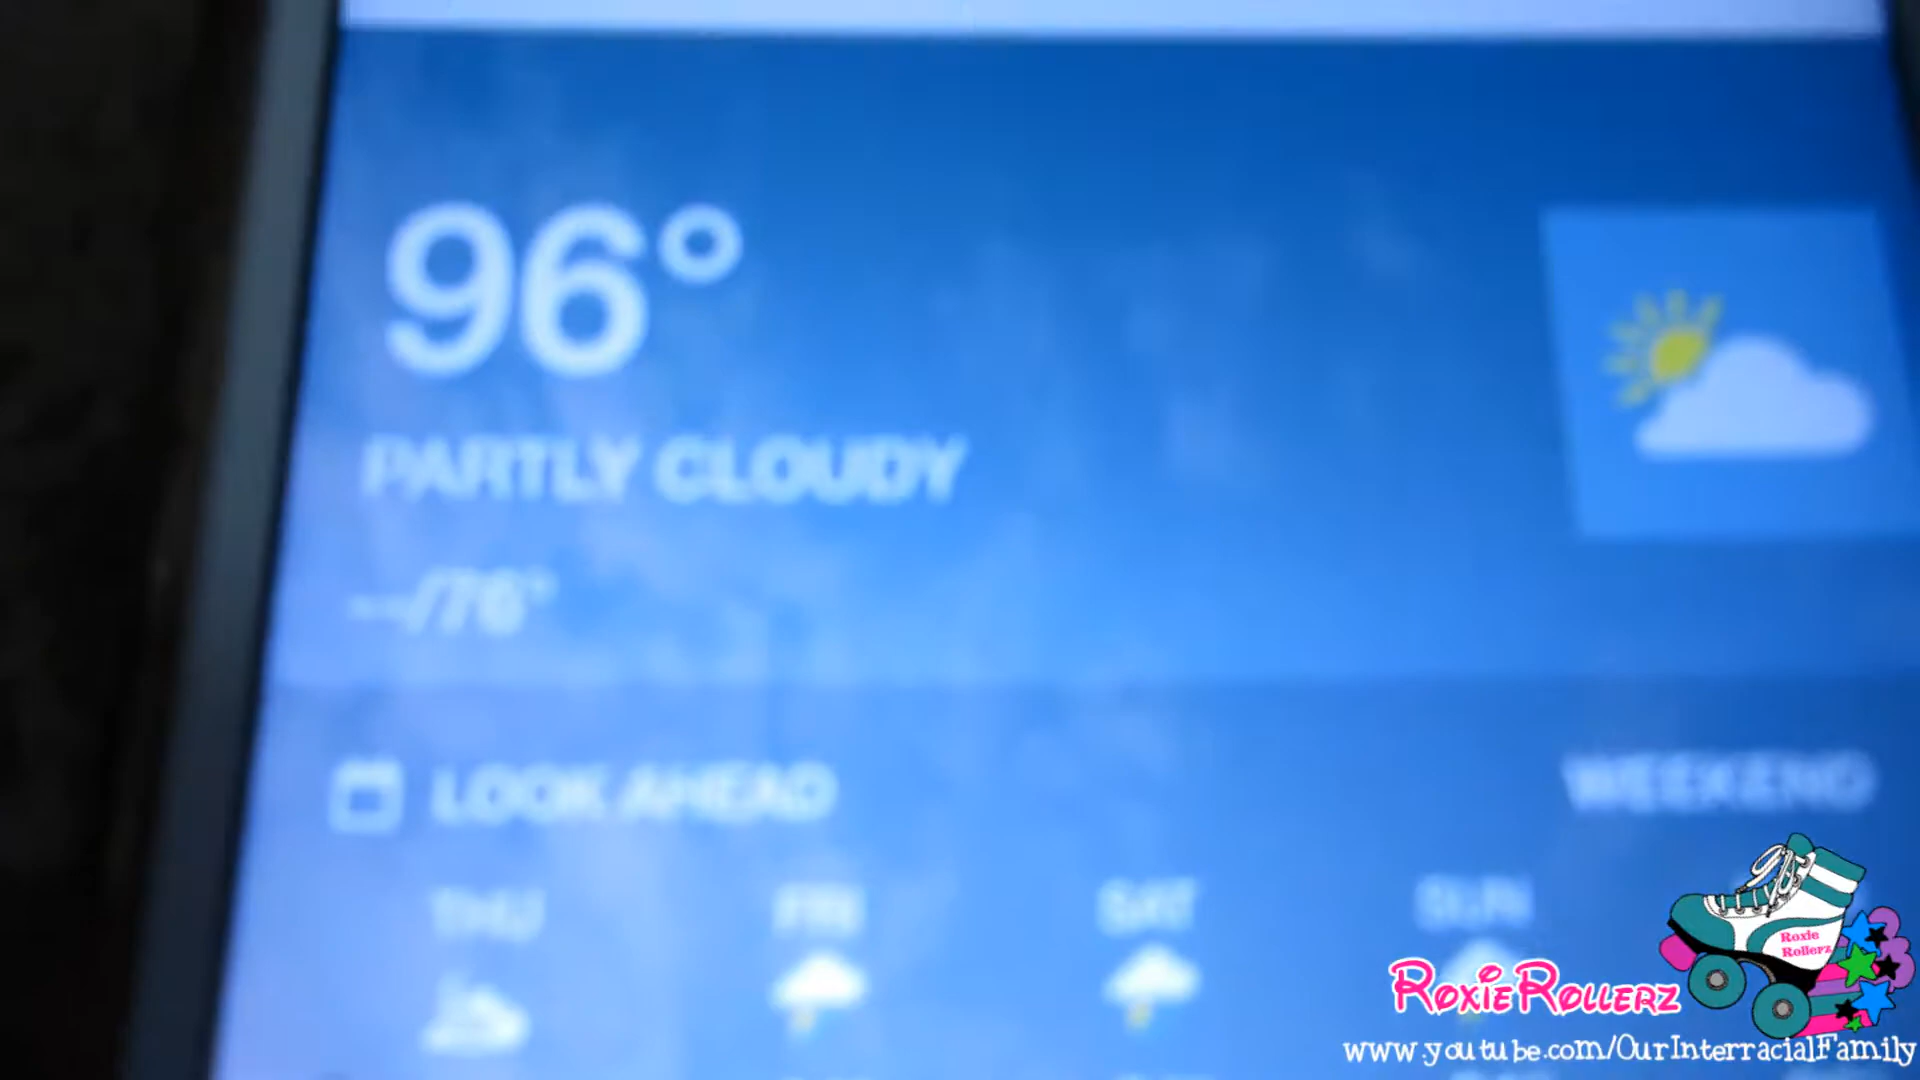 96°
PARTLY CLOUDY
--/76°
LOOK AHEAD
WEEKEND
THU FRI SAT SUN
Roxie
Rollerz
RoxieRollerz
www.youtube.com/OurInterracialFamily